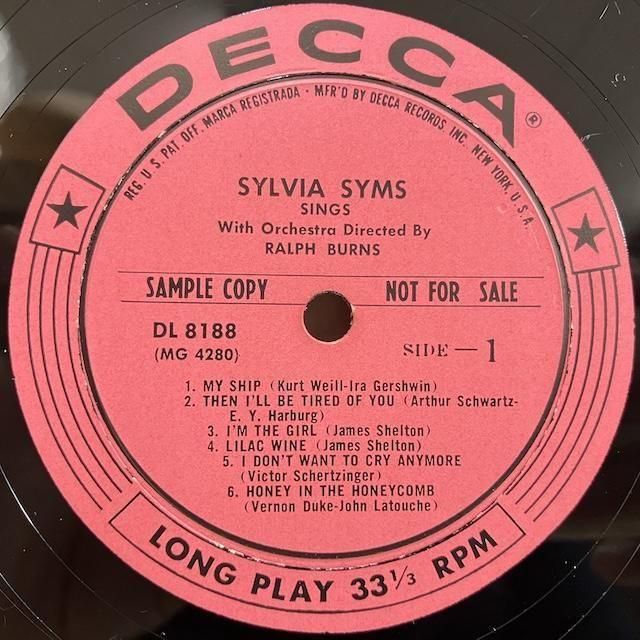 DECCA®
REG. U.S. PAT. OFF. MARCA REGISTRADA • MFR'D BY DECCA RECORDS INC. NEW YORK, U.S.A.
SYLVIA SYMS
SINGS
With Orchestra Directed By
RALPH BURNS
SAMPLE COPY NOT FOR SALE
DL 8188
(MG 4280)
SIDE — 1
1. MY SHIP (Kurt Weill-Ira Gershwin)
2. THEN I'LL BE TIRED OF YOU (Arthur Schwartz-
E. Y. Harburg)
3. I'M THE GIRL (James Shelton)
4. LILAC WINE (James Shelton)
5. I DON'T WANT TO CRY ANYMORE
(Victor Schertzinger)
6. HONEY IN THE HONEYCOMB
(Vernon Duke-John Latouche)
LONG PLAY 33⅓ RPM